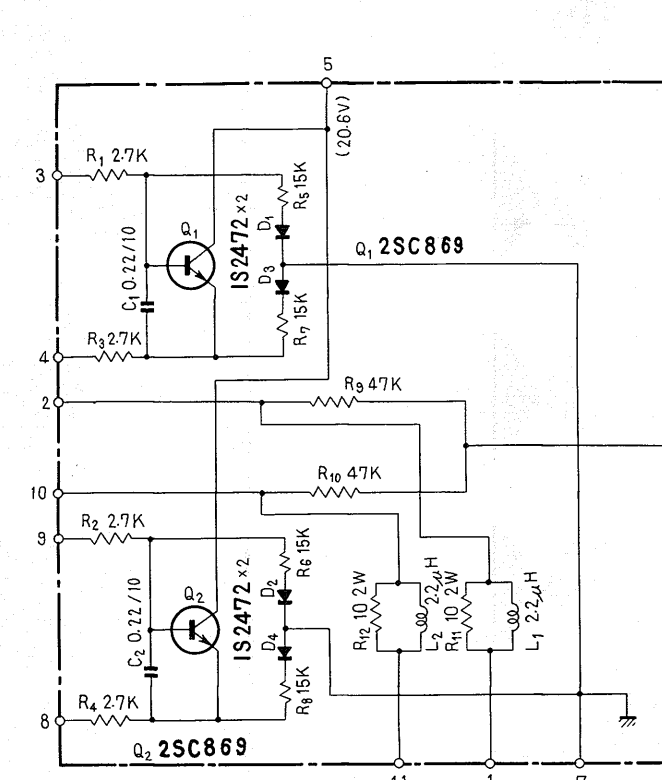 5
(20.6V)
R1 2.7K
3
R5 15K
Q1
D1
1S2472×2
Q1 2SC869
C1 0.22/10
D3
R7 15K
R3 2.7K
4
R9 47K
2
R10 47K
10
R2 2.7K
9
R6 15K
1S2472×2
D2
Q2
C2 0.22/10
D4
R12 10 2W
L2 2.2μH
R11 10 2W
L1 2.2μH
R8 15K
R4 2.7K
8
Q2 2SC869
11
1
7